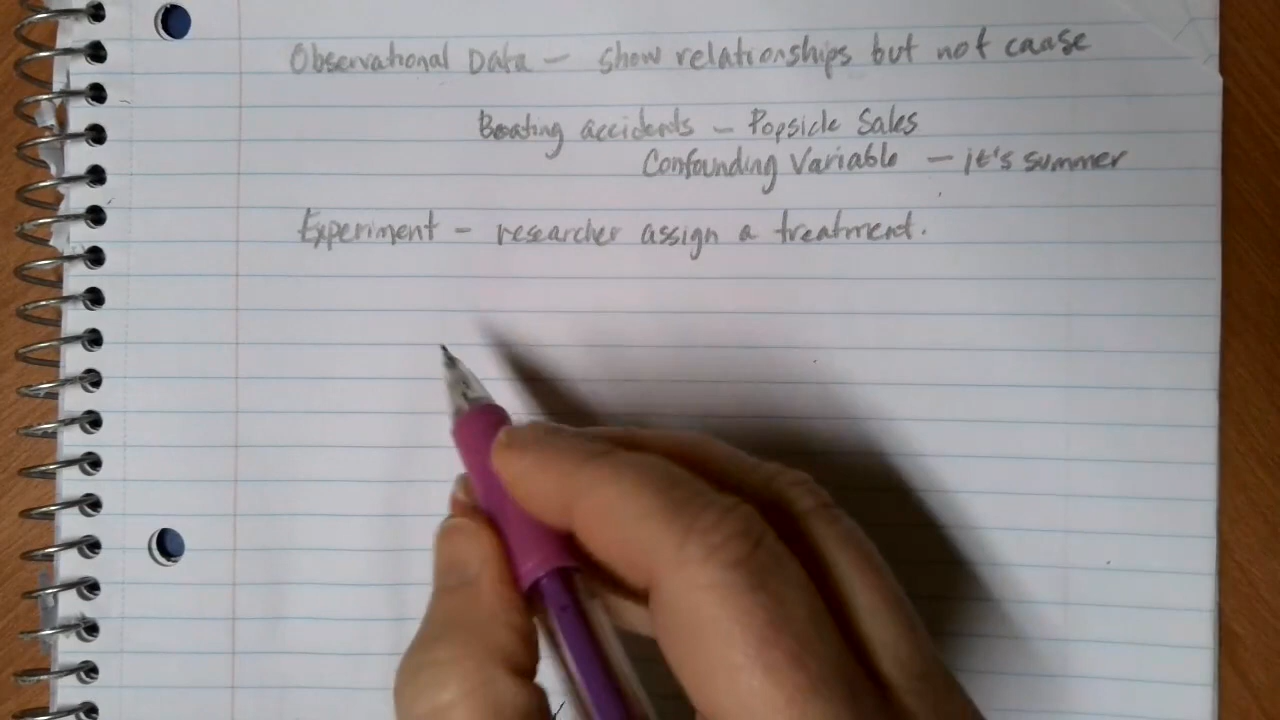 Observational Data – show relationships but not cause
Boating accidents – Popsicle Sales
Confounding Variable – it's summer
Experiment – researcher assign a treatment.